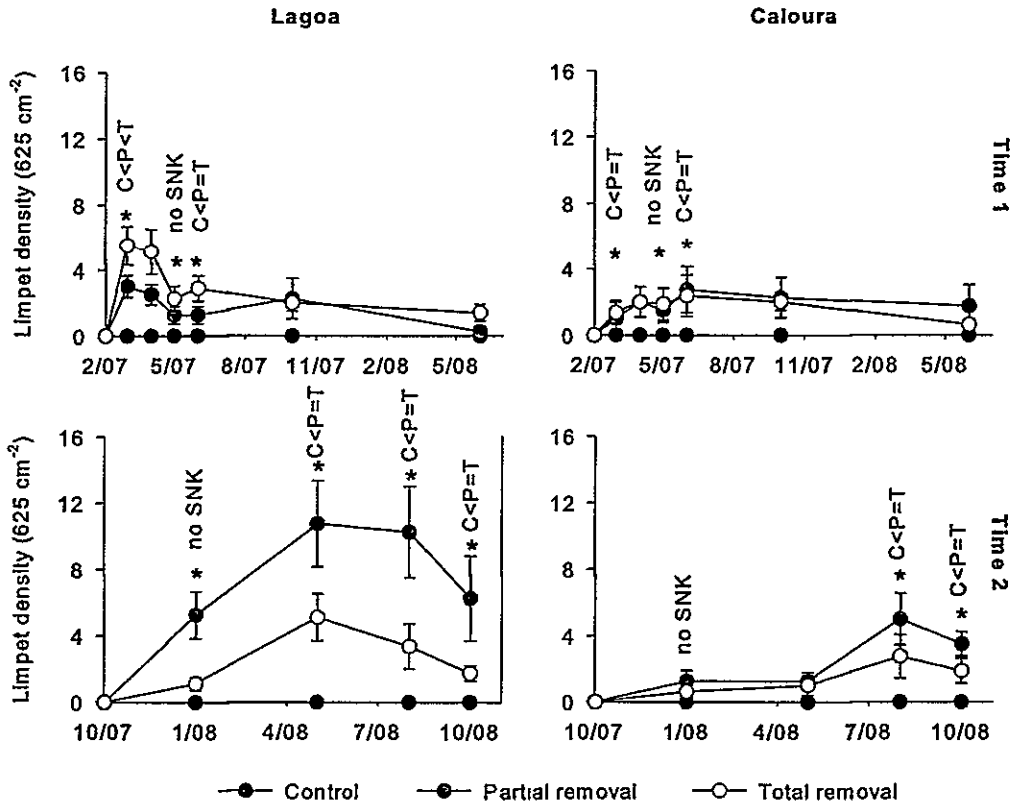 Lagoa
Caloura
Limpet density (625 cm⁻²)
16
12
8
4
0
C<P<T
*
no SNK
*
C<P=T
*
2/07 5/07 8/07 11/07 2/08 5/08
16
12
8
4
0
C<P=T
*
no SNK
*
C<P=T
*
2/07 5/07 8/07 11/07 2/08 5/08
Time 1
Limpet density (625 cm⁻²)
16
12
8
4
0
* no SNK
* C<P=T
* C<P=T
* C<P=T
10/07 1/08 4/08 7/08 10/08
16
12
8
4
0
no SNK
* C<P=T
* C<P=T
10/07 1/08 4/08 7/08 10/08
Time 2
Control Partial removal Total removal